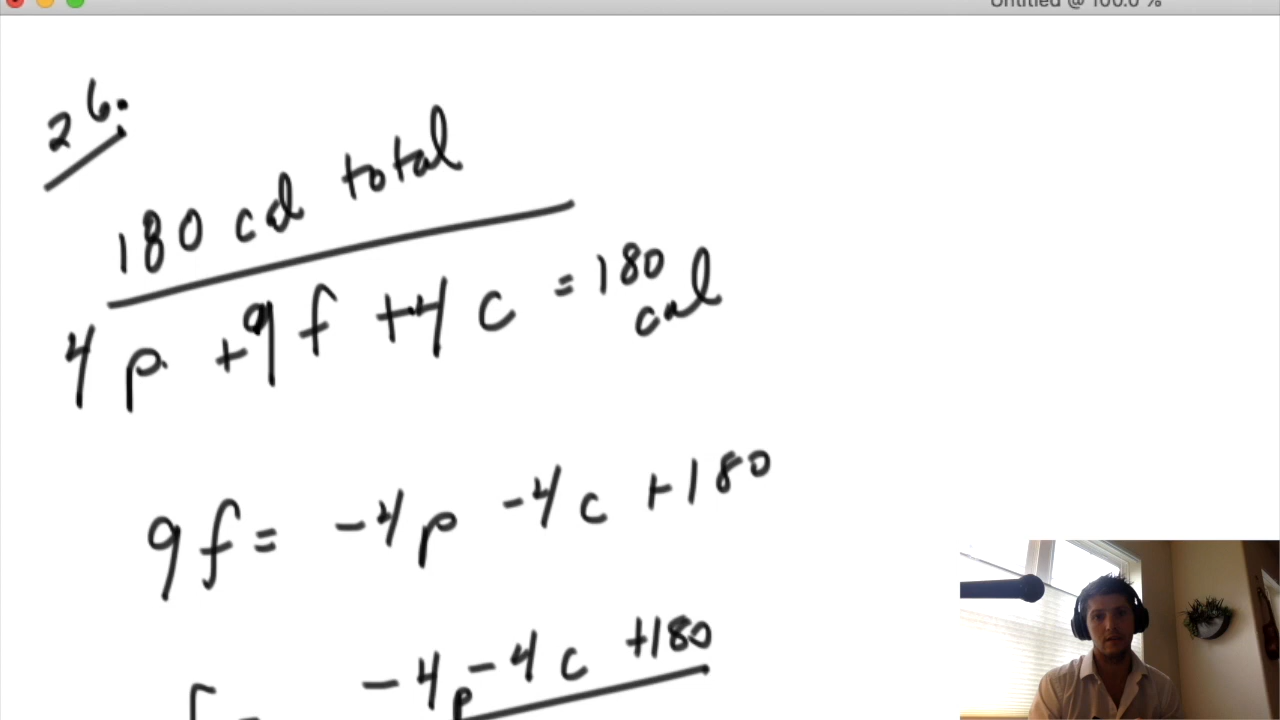 Untitled @ 100.0 %
26.
180 cal total
4p + 9f + 4c = 180 cal
9f = -4p - 4c + 180
f = -4p - 4c + 180